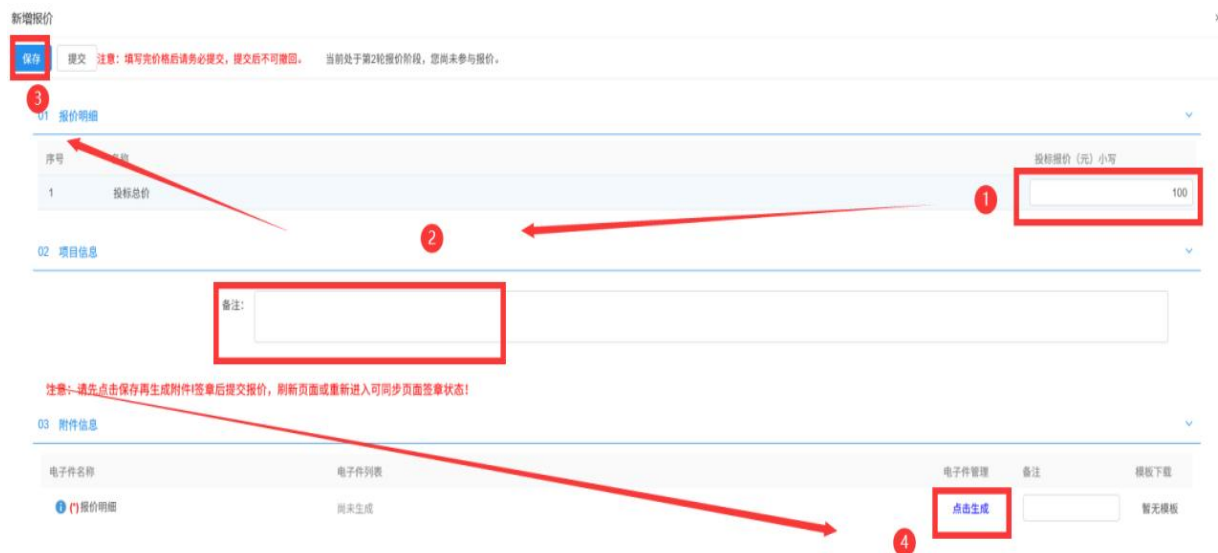 新增报价
保存 提交 注意：填写完价格后请务必提交，提交后不可撤回。 当前处于第2轮报价阶段，您尚未参与报价。
3
01 报价明细
序号 名称 投标报价（元）小写
1 投标总价 1 100
2
02 项目信息
备注：
注意：请先点击保存再生成附件!签章后提交报价，刷新页面或重新进入可同步页面签章状态！
03 附件信息
电子件名称 电子件列表 电子件管理 备注 模板下载
(*)报价明细 尚未生成 点击生成 暂无模板
4